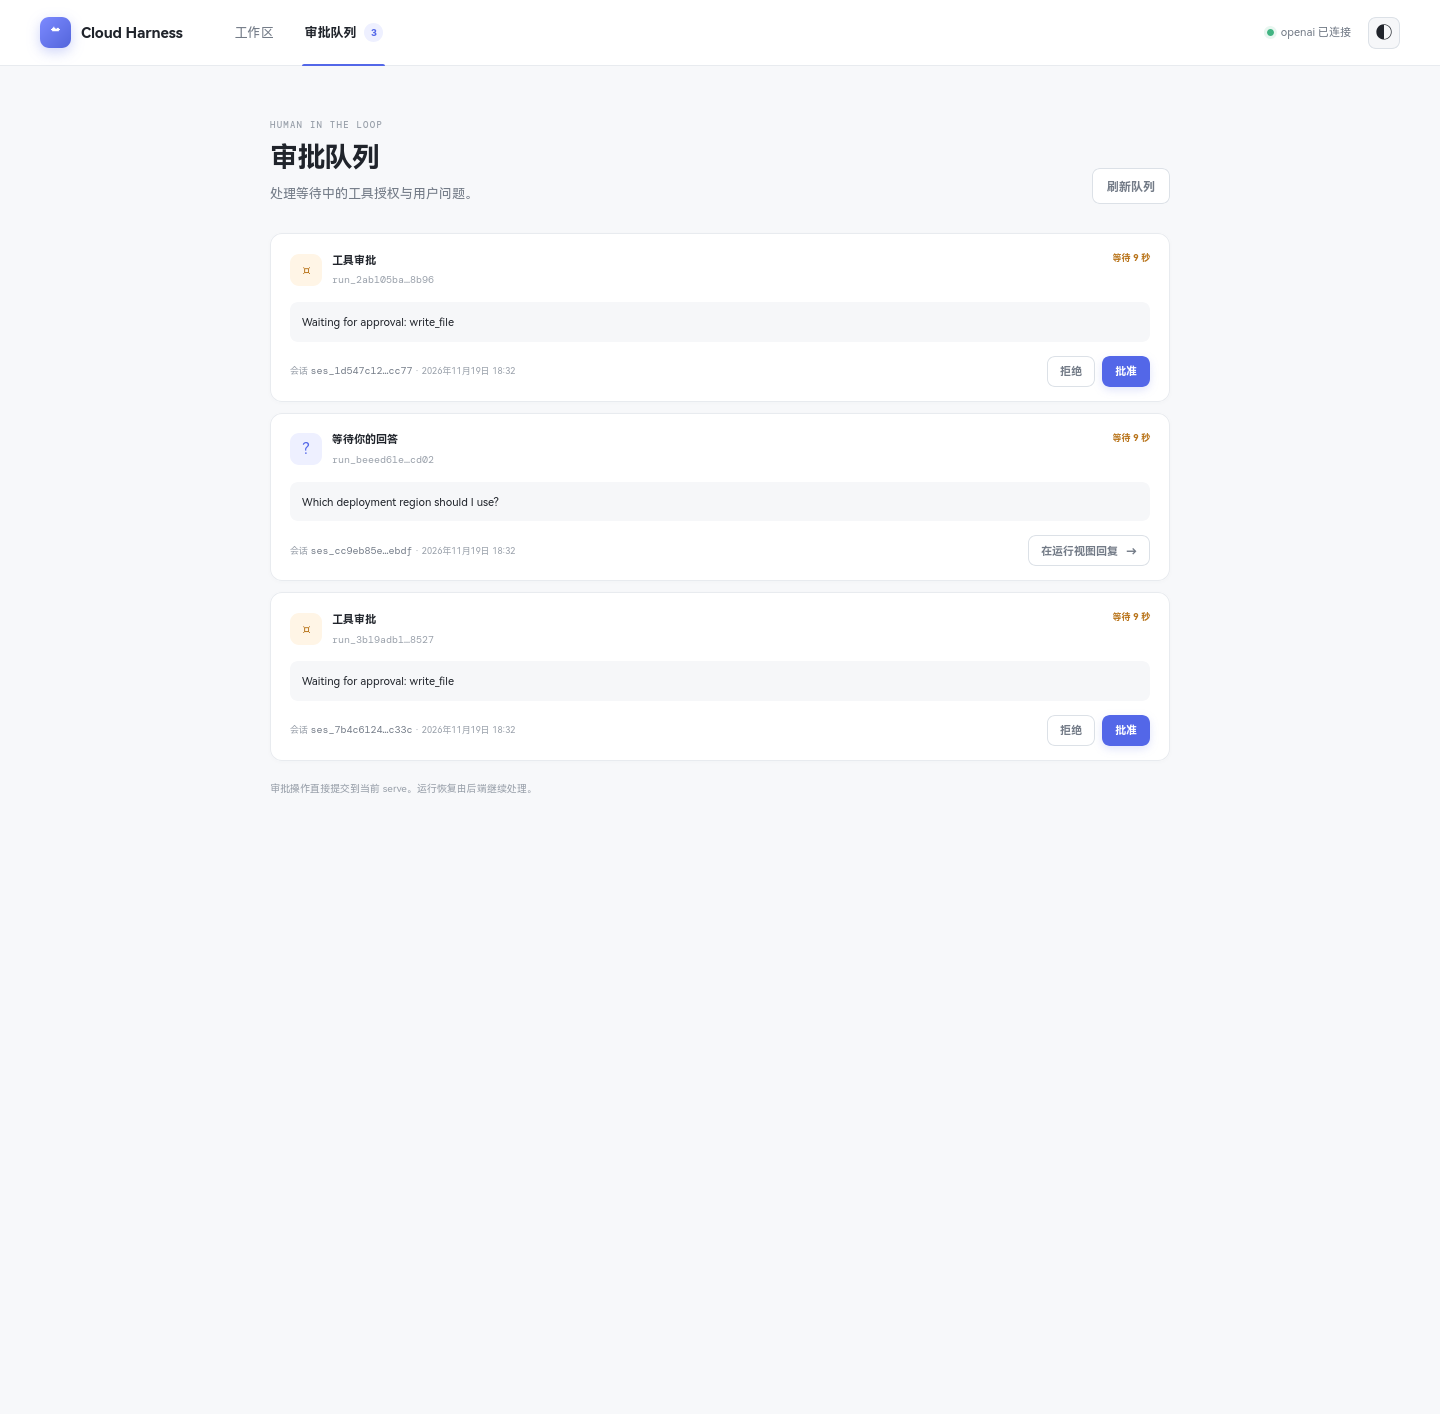 Cloud Harness
工作区
审批队列 3
openai 已连接
HUMAN IN THE LOOP
审批队列
处理等待中的工具授权与用户问题。
刷新队列
工具审批
等待 9 秒
run_2ab105ba…8b96
Waiting for approval: write_file
会话 ses_1d547c12…cc77 · 2026年11月19日 18:32
拒绝
批准
?
等待你的回答
等待 9 秒
run_beeed61e…cd02
Which deployment region should I use?
会话 ses_cc9eb85e…ebdf · 2026年11月19日 18:32
在运行视图回复 →
工具审批
等待 9 秒
run_3b19adb1…8527
Waiting for approval: write_file
会话 ses_7b4c6124…c33c · 2026年11月19日 18:32
拒绝
批准
审批操作直接提交到当前 serve。运行恢复由后端继续处理。